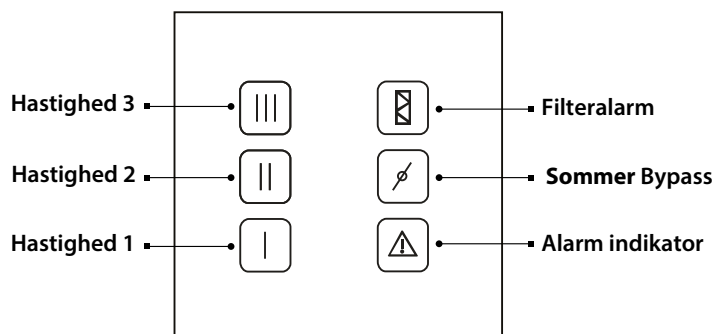 Hastighed 3
Filteralarm
Hastighed 2
Sommer Bypass
Hastighed 1
Alarm indikator